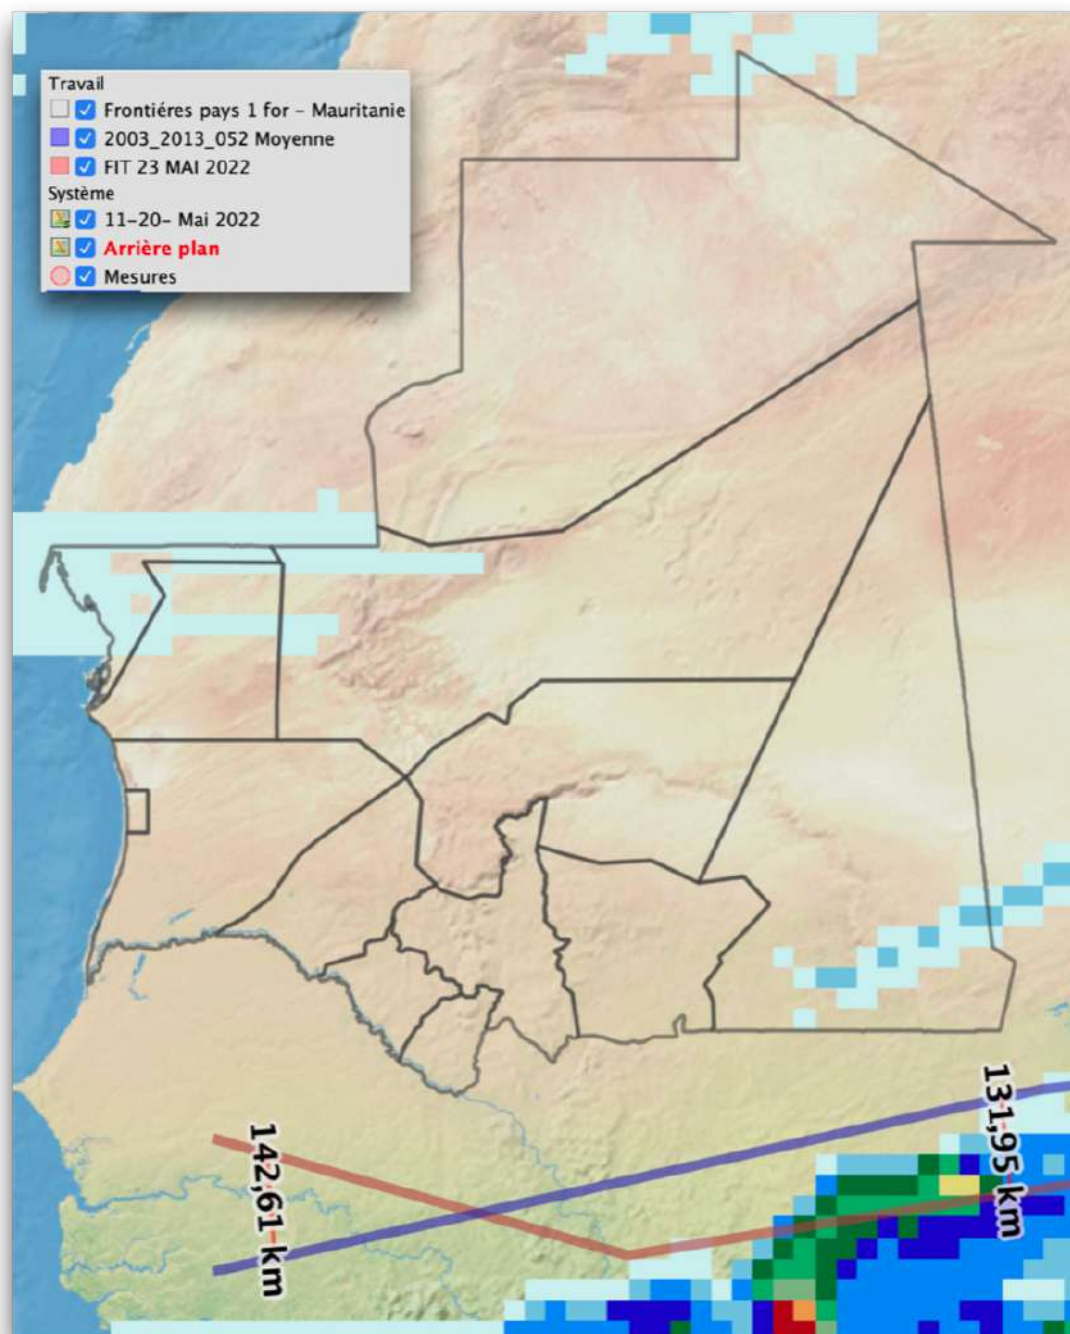 Travail
Frontiéres pays 1 for - Mauritanie
2003_2013_052 Moyenne
FIT 23 MAI 2022
Système
11-20- Mai 2022
Arrière plan
Mesures
131,95 km
142,61 km